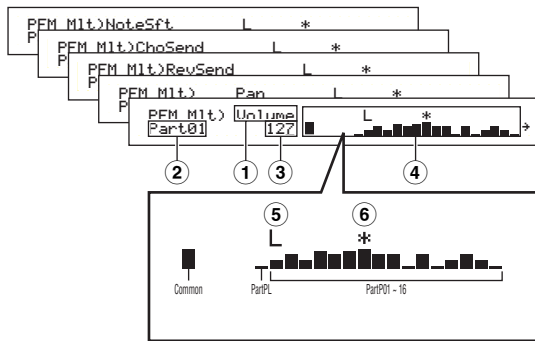 PFM Mlt)NoteSft L *
P
PFM Mlt)ChoSend L *
P
PFM Mlt)RevSend L *
P
PFM Mlt) Pan L *
P
PFM Mlt) Volume L *
Part01 127
2 1 3 4
5 6
L *
Common PartPL PartP01 - 16